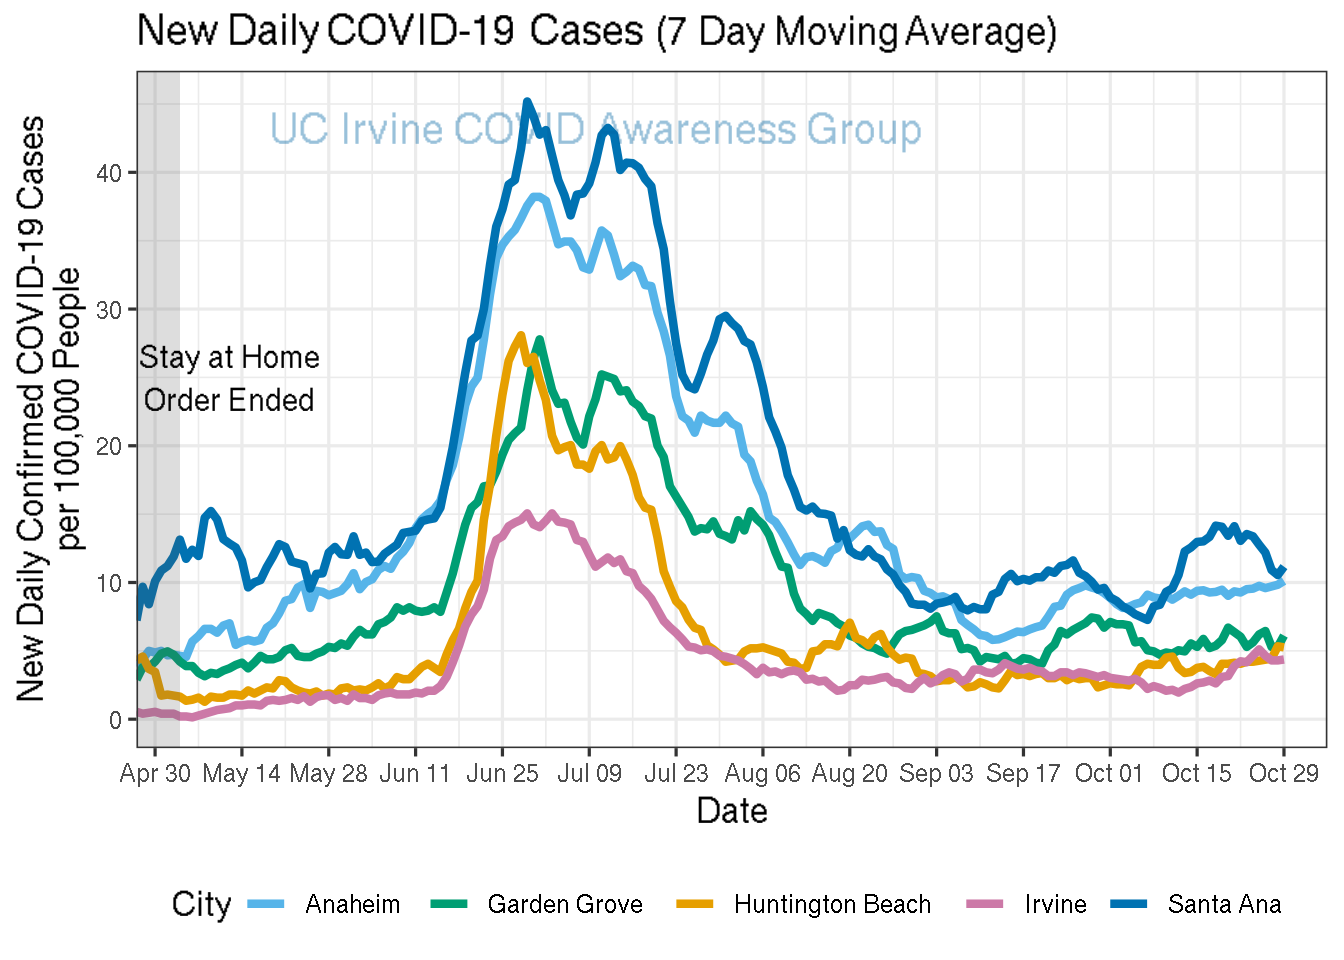 New Daily COVID-19 Cases (7 Day Moving Average)
UC Irvine COVID Awareness Group
New Daily Confirmed COVID-19 Cases
per 100,000 People
40
30
20
10
0
Stay at Home
Order Ended
Apr 30 May 14 May 28 Jun 11 Jun 25 Jul 09 Jul 23 Aug 06 Aug 20 Sep 03 Sep 17 Oct 01 Oct 15 Oct 29
Date
City Anaheim Garden Grove Huntington Beach Irvine Santa Ana